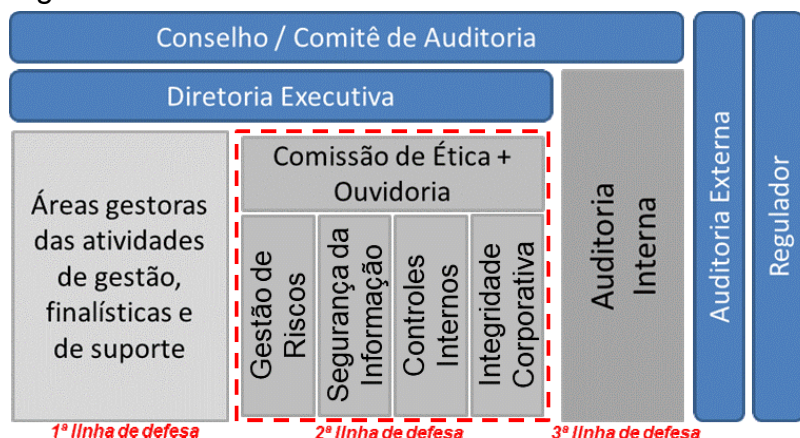 Conselho / Comitê de Auditoria
Diretoria Executiva
Áreas gestoras
das atividades
de gestão,
finalísticas e
de suporte
Comissão de Ética +
Ouvidoria
Gestão de
Riscos
Segurança da
Informação
Controles
Internos
Integridade
Corporativa
Auditoria
Interna
Auditoria Externa
Regulador
1ª linha de defesa
2ª linha de defesa
3ª linha de defesa